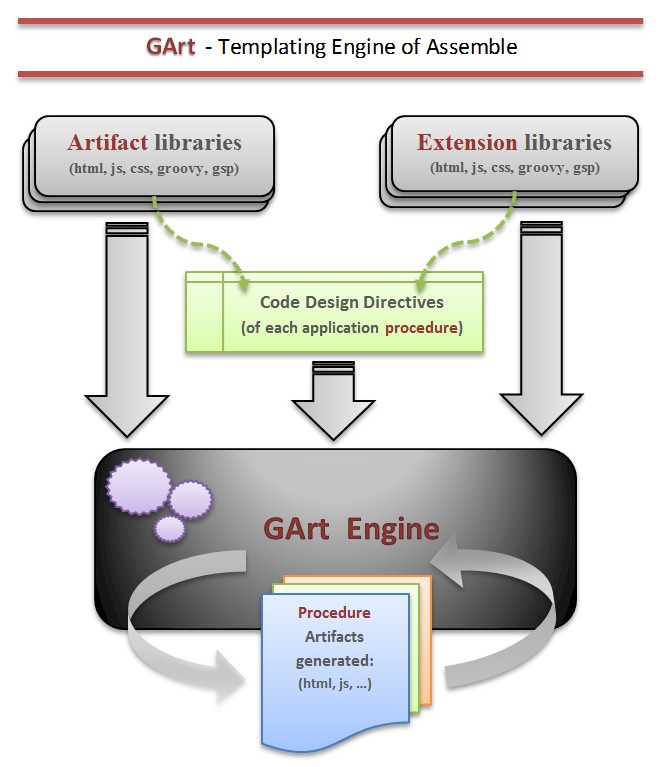 GArt - Templating Engine of Assemble
Artifact libraries
(html, js, css, groovy, gsp)
Extension libraries
(html, js, css, groovy, gsp)
Code Design Directives
(of each application procedure)
GArt Engine
Procedure
Artifacts
generated:
(html, js, ...)